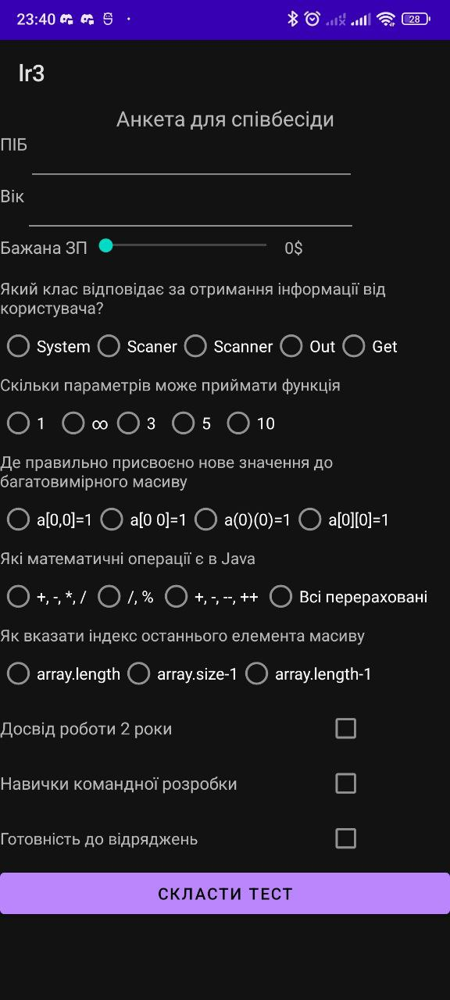 23:40
28
lr3
Анкета для співбесіди
ПІБ
Вік
Бажана ЗП 0$
Який клас відповідає за отримання інформації від
користувача?
System Scaner Scanner Out Get
Скільки параметрів може приймати функція
1 ∞ 3 5 10
Де правильно присвоєно нове значення до
багатовимірного масиву
a[0,0]=1 a[0 0]=1 a(0)(0)=1 a[0][0]=1
Які математичні операції є в Java
+, -, *, / /, % +, -, --, ++ Всі перераховані
Як вказати індекс останнього елемента масиву
array.length array.size-1 array.length-1
Досвід роботи 2 роки
Навички командної розробки
Готовність до відряджень
СКЛАСТИ ТЕСТ